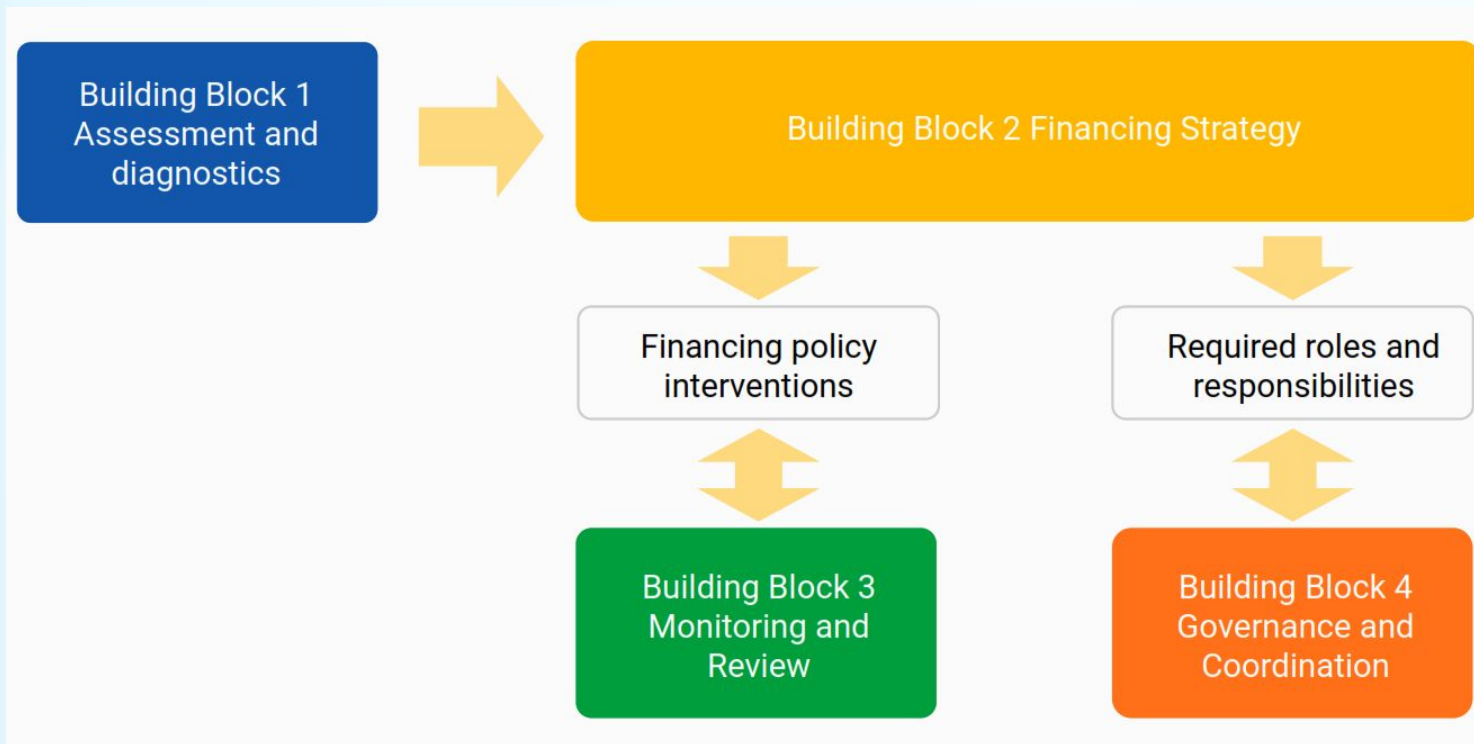 Building Block 1
Assessment and
diagnostics
Building Block 2 Financing Strategy
Financing policy
interventions
Required roles and
responsibilities
Building Block 3
Monitoring and
Review
Building Block 4
Governance and
Coordination